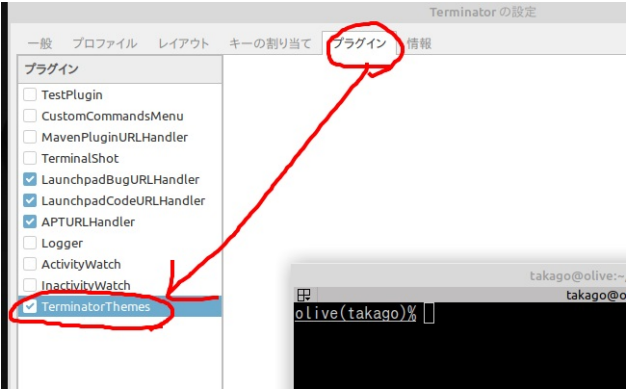 Terminator の設定
一般 プロファイル レイアウト キーの割り当て プラグイン 情報
プラグイン
TestPlugin
CustomCommandsMenu
MavenPluginURLHandler
TerminalShot
LaunchpadBugURLHandler
LaunchpadCodeURLHandler
APTURLHandler
Logger
ActivityWatch
InactivityWatch
TerminatorThemes
takago@olive:~
takago@o
olive(takago)%